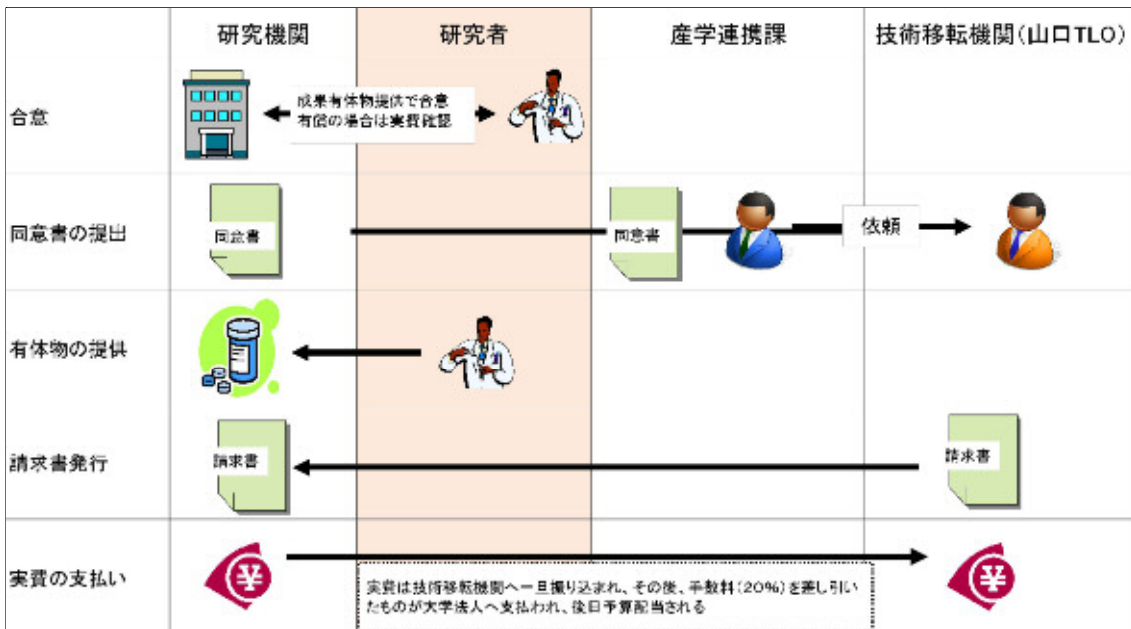 研究機関
研究者
産学連携課
技術移転機関(山口TLO)
合意
成果有体物提供で合意
有償の場合は実費確認
同意書の提出
同意書
同意書
依頼
有体物の提供
請求書発行
請求書
請求書
実費の支払い
¥
¥
実費は技術移転機関へ一旦振り込まれ、その後、手数料(20%)を差し引い
たものが大学法人へ支払われ、後日予算配当される